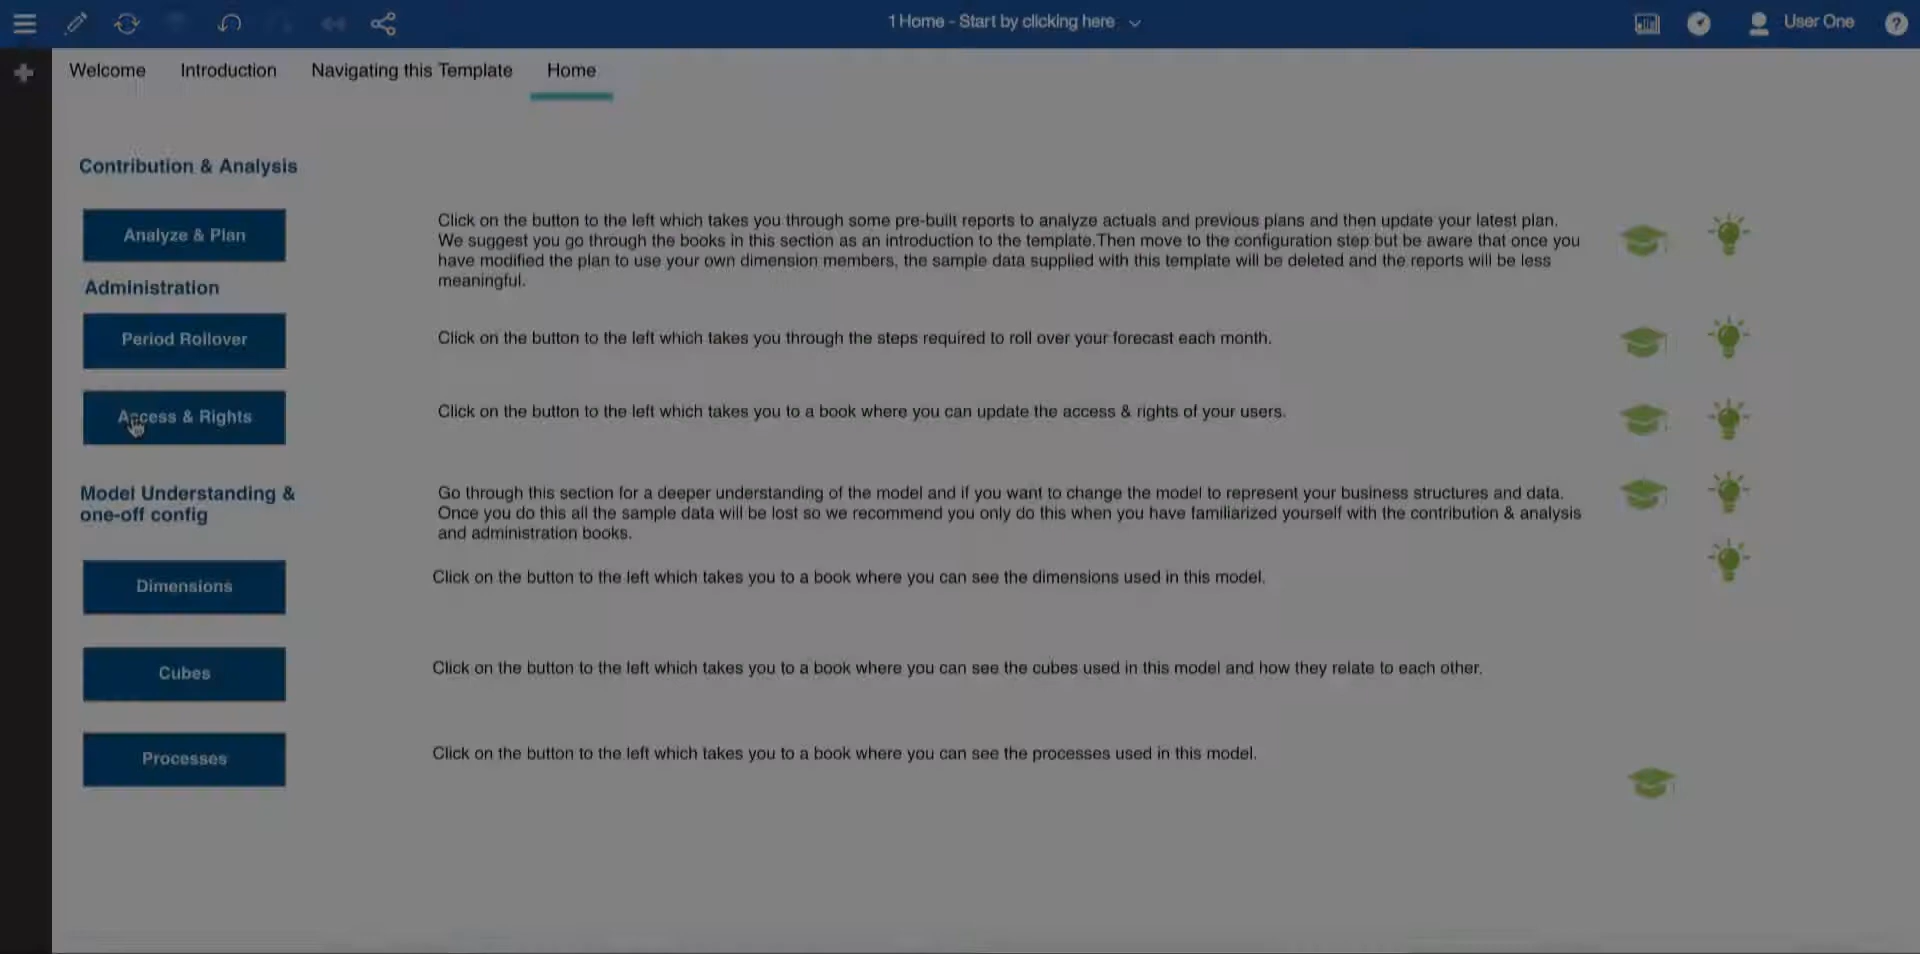 1 Home - Start by clicking here
User One
?
Welcome
Introduction
Navigating this Template
Home
Contribution & Analysis
Analyze & Plan
Click on the button to the left which takes you through some pre-built reports to analyze actuals and previous plans and then update your latest plan.
We suggest you go through the books in this section as an introduction to the template.Then move to the configuration step but be aware that once you
have modified the plan to use your own dimension members, the sample data supplied with this template will be deleted and the reports will be less
meaningful.
Administration
Period Rollover
Click on the button to the left which takes you through the steps required to roll over your forecast each month.
Access & Rights
Click on the button to the left which takes you to a book where you can update the access & rights of your users.
Model Understanding &
one-off config
Go through this section for a deeper understanding of the model and if you want to change the model to represent your business structures and data.
Once you do this all the sample data will be lost so we recommend you only do this when you have familiarized yourself with the contribution & analysis
and administration books.
Dimensions
Click on the button to the left which takes you to a book where you can see the dimensions used in this model.
Cubes
Click on the button to the left which takes you to a book where you can see the cubes used in this model and how they relate to each other.
Processes
Click on the button to the left which takes you to a book where you can see the processes used in this model.